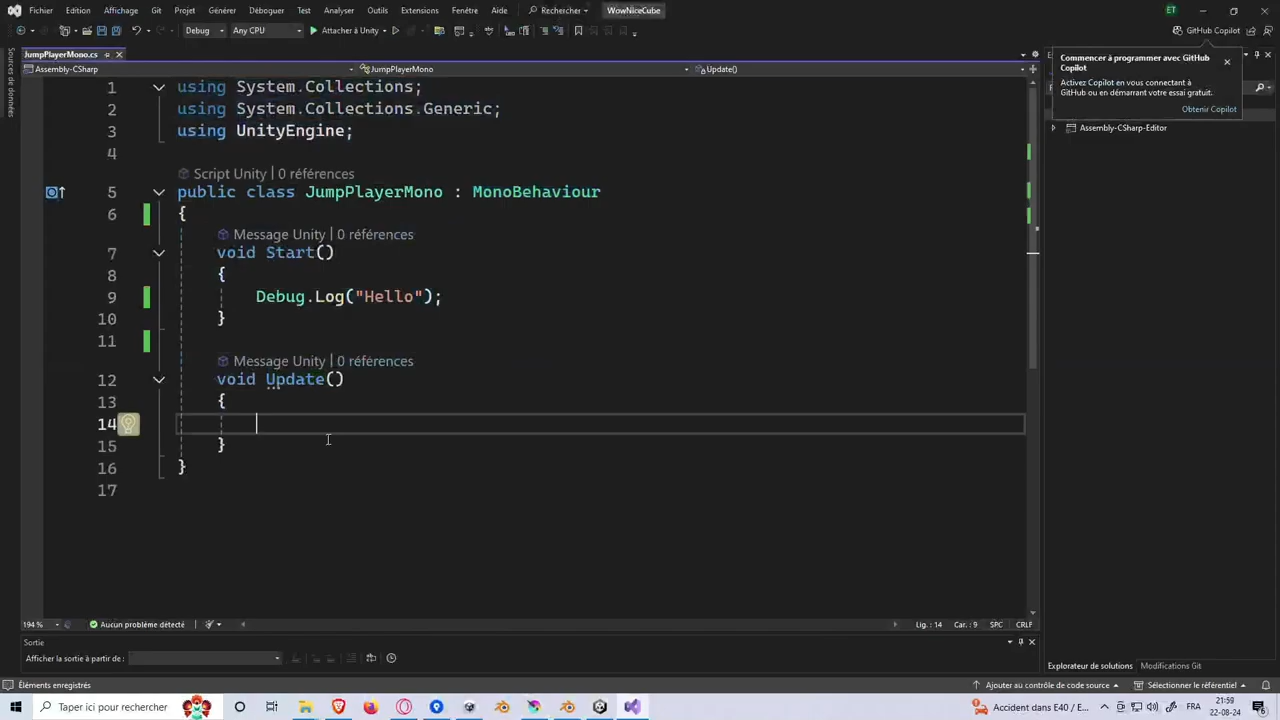 Fichier Edition Affichage Git Projet Générer Déboguer Test Analyser Outils Extensions Fenêtre Aide Rechercher WowNiceCube ET
Debug Any CPU Attacher à Unity GitHub Copilot
JumpPlayerMono.cs
Assembly-CSharp JumpPlayerMono Update()
Sources de données
Commencer à programmer avec GitHub
Copilot
Activez Copilot en vous connectant à
GitHub ou en démarrant votre essai gratuit.
Obtenir Copilot
Assembly-CSharp-Editor
1 using System.Collections;
2 using System.Collections.Generic;
3 using UnityEngine;
4
Script Unity | 0 références
5 public class JumpPlayerMono : MonoBehaviour
6 {
Message Unity | 0 références
7 void Start()
8 {
9 Debug.Log("Hello");
10 }
11
Message Unity | 0 références
12 void Update()
13 {
14
15 }
16 }
17
194 % Aucun problème détecté Lig. : 14 Car. : 9 SPC CRLF
Sortie
Afficher la sortie à partir de :
Explorateur de solutions Modifications Git
Éléments enregistrés Ajouter au contrôle de code source Sélectionner le référentiel
Taper ici pour rechercher Accident dans E40 / E... FRA 21:59
22-08-24